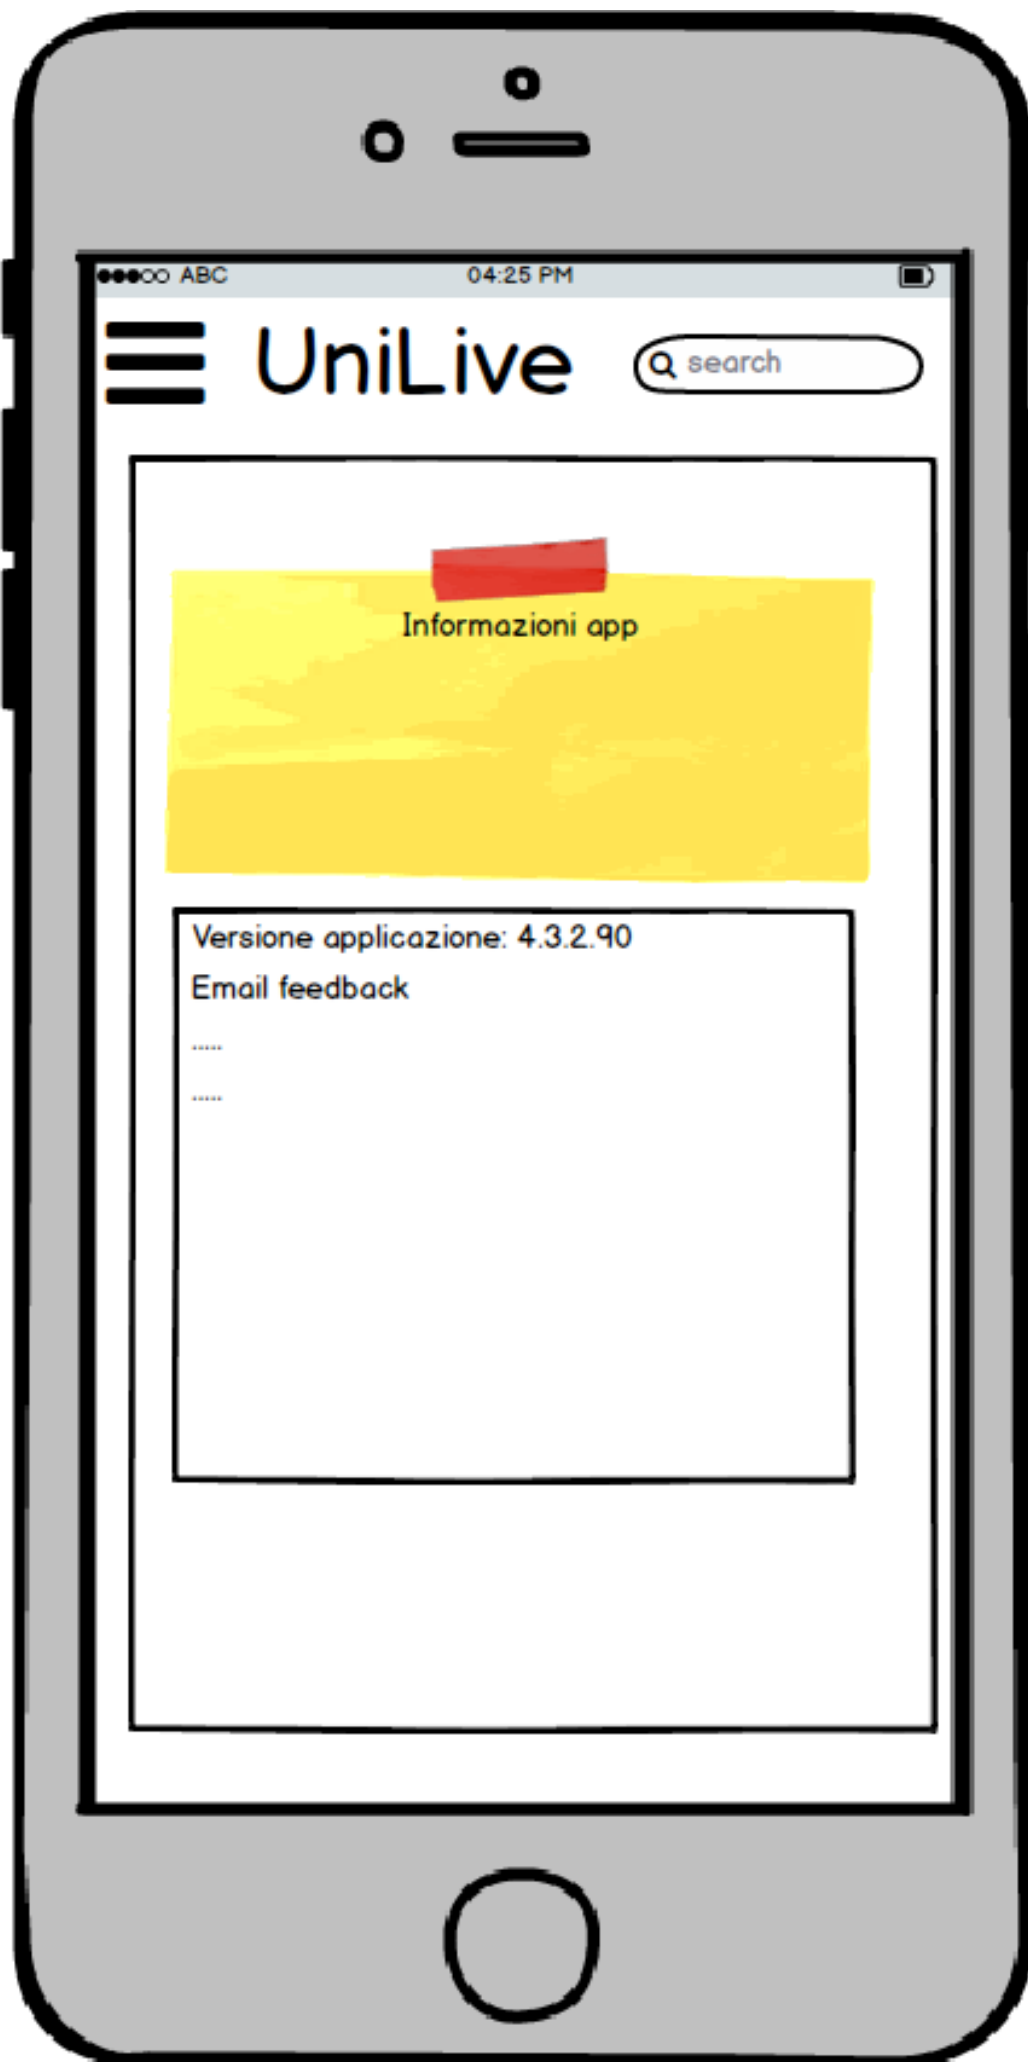 ABC 04:25 PM
UniLive search
Informazioni app
Versione applicazione: 4.3.2.90
Email feedback
.....
.....